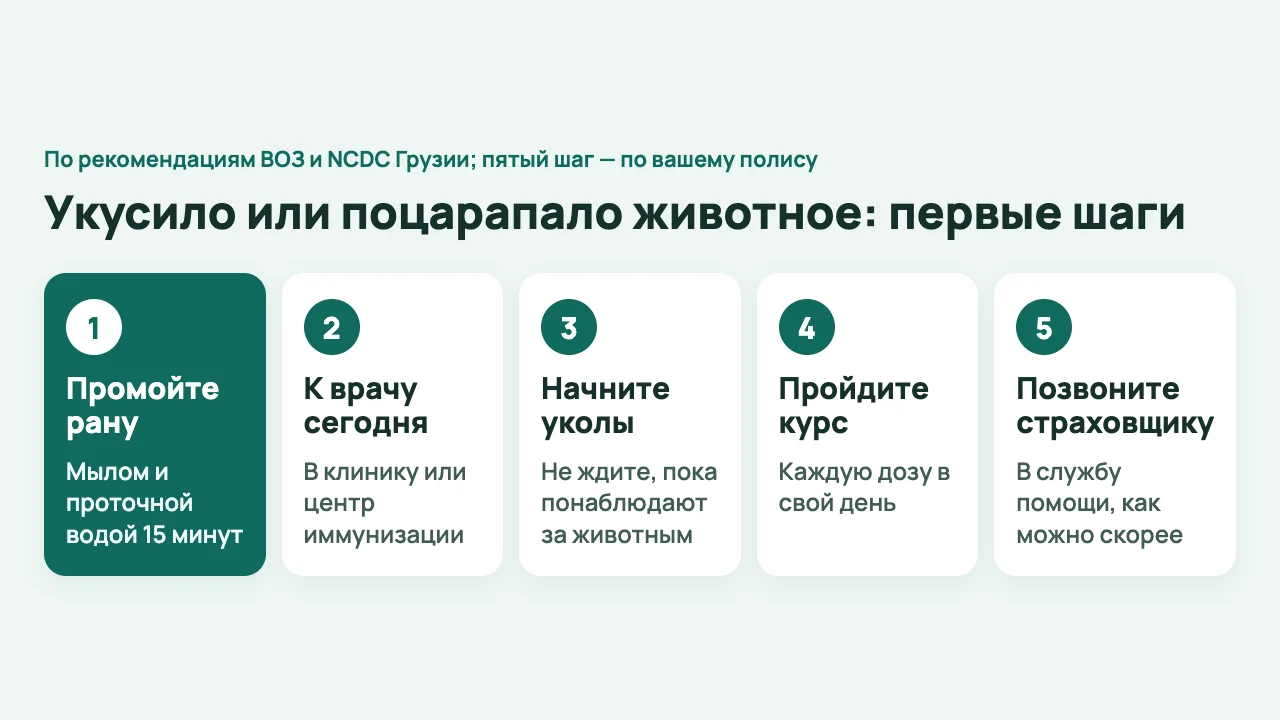 По рекомендациям ВОЗ и NCDC Грузии; пятый шаг — по вашему полису
Укусило или поцарапало животное: первые шаги
1
Промойте
рану
Мылом и
проточной
водой 15 минут
2
К врачу
сегодня
В клинику или
центр
иммунизации
3
Начните
уколы
Не ждите, пока
понаблюдают
за животным
4
Пройдите
курс
Каждую дозу в
свой день
5
Позвоните
страховщику
В службу
помощи, как
можно скорее